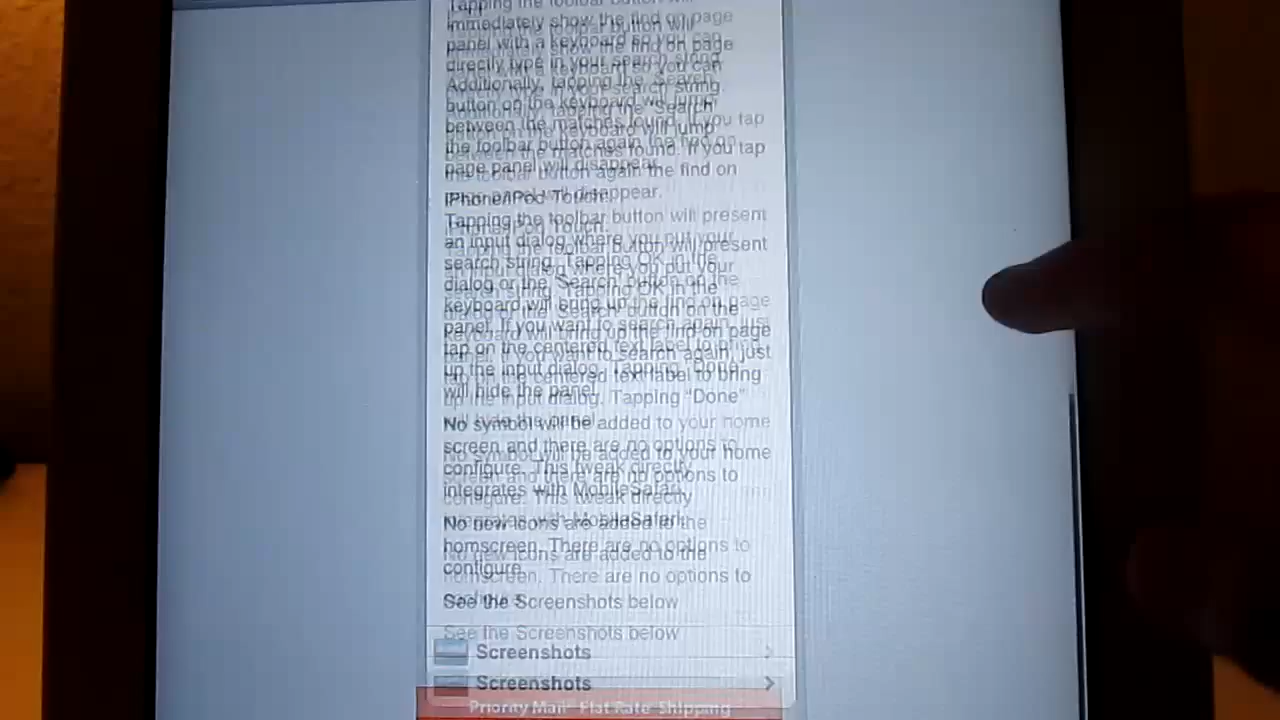 Tapping the toolbar button will
immediately show the find on page
panel with a keyboard so you can
directly type in your search string.
Additionally, tapping the "Search"
button on the keyboard will jump
between the matches found. If you tap
the toolbar button again the find on
page panel will disappear.
iPhone/iPod Touch:
Tapping the toolbar button will present
an input dialog where you put your
search string. Tapping OK in the
dialog or the "Search" button on the
keyboard will bring up the find on page
panel. If you want to search again, just
tap on the centered text label to bring
up the input dialog. Tapping "Done"
will hide the panel.
No symbol will be added to your home
screen and there are no options to
configure. This tweak directly
integrates with MobileSafari.
No new icons are added to the
homscreen. There are no options to
configure.
See the Screenshots below
Screenshots
Priority Mail® Flat Rate Shipping